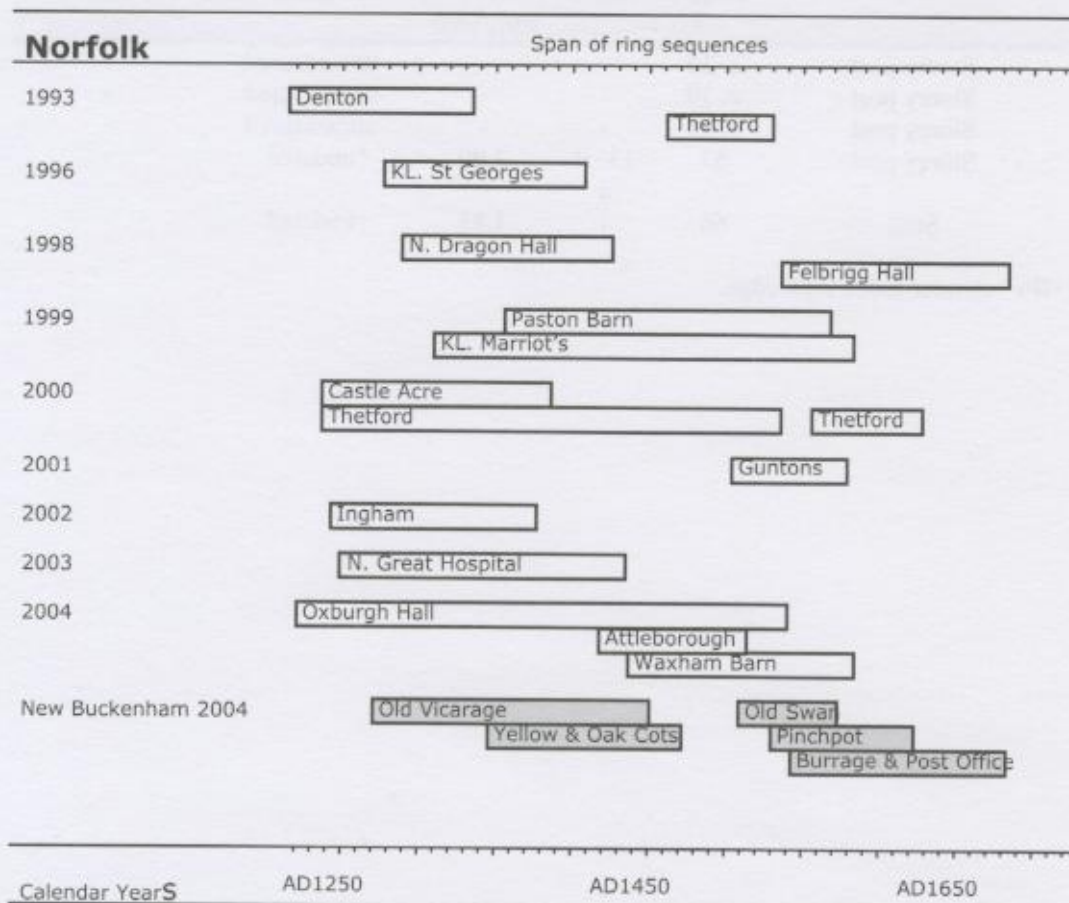 Norfolk
Span of ring sequences
1993
Denton
Thetford
1996
KL. St Georges
1998
N. Dragon Hall
Felbrigg Hall
1999
Paston Barn
KL. Marriot's
2000
Castle Acre
Thetford
Thetford
2001
Guntons
2002
Ingham
2003
N. Great Hospital
2004
Oxburgh Hall
Attleborough
Waxham Barn
New Buckenham 2004
Old Vicarage
Old Swan
Yellow & Oak Cots
Pinchpot
Burrage & Post Office
Calendar YearS
AD1250
AD1450
AD1650